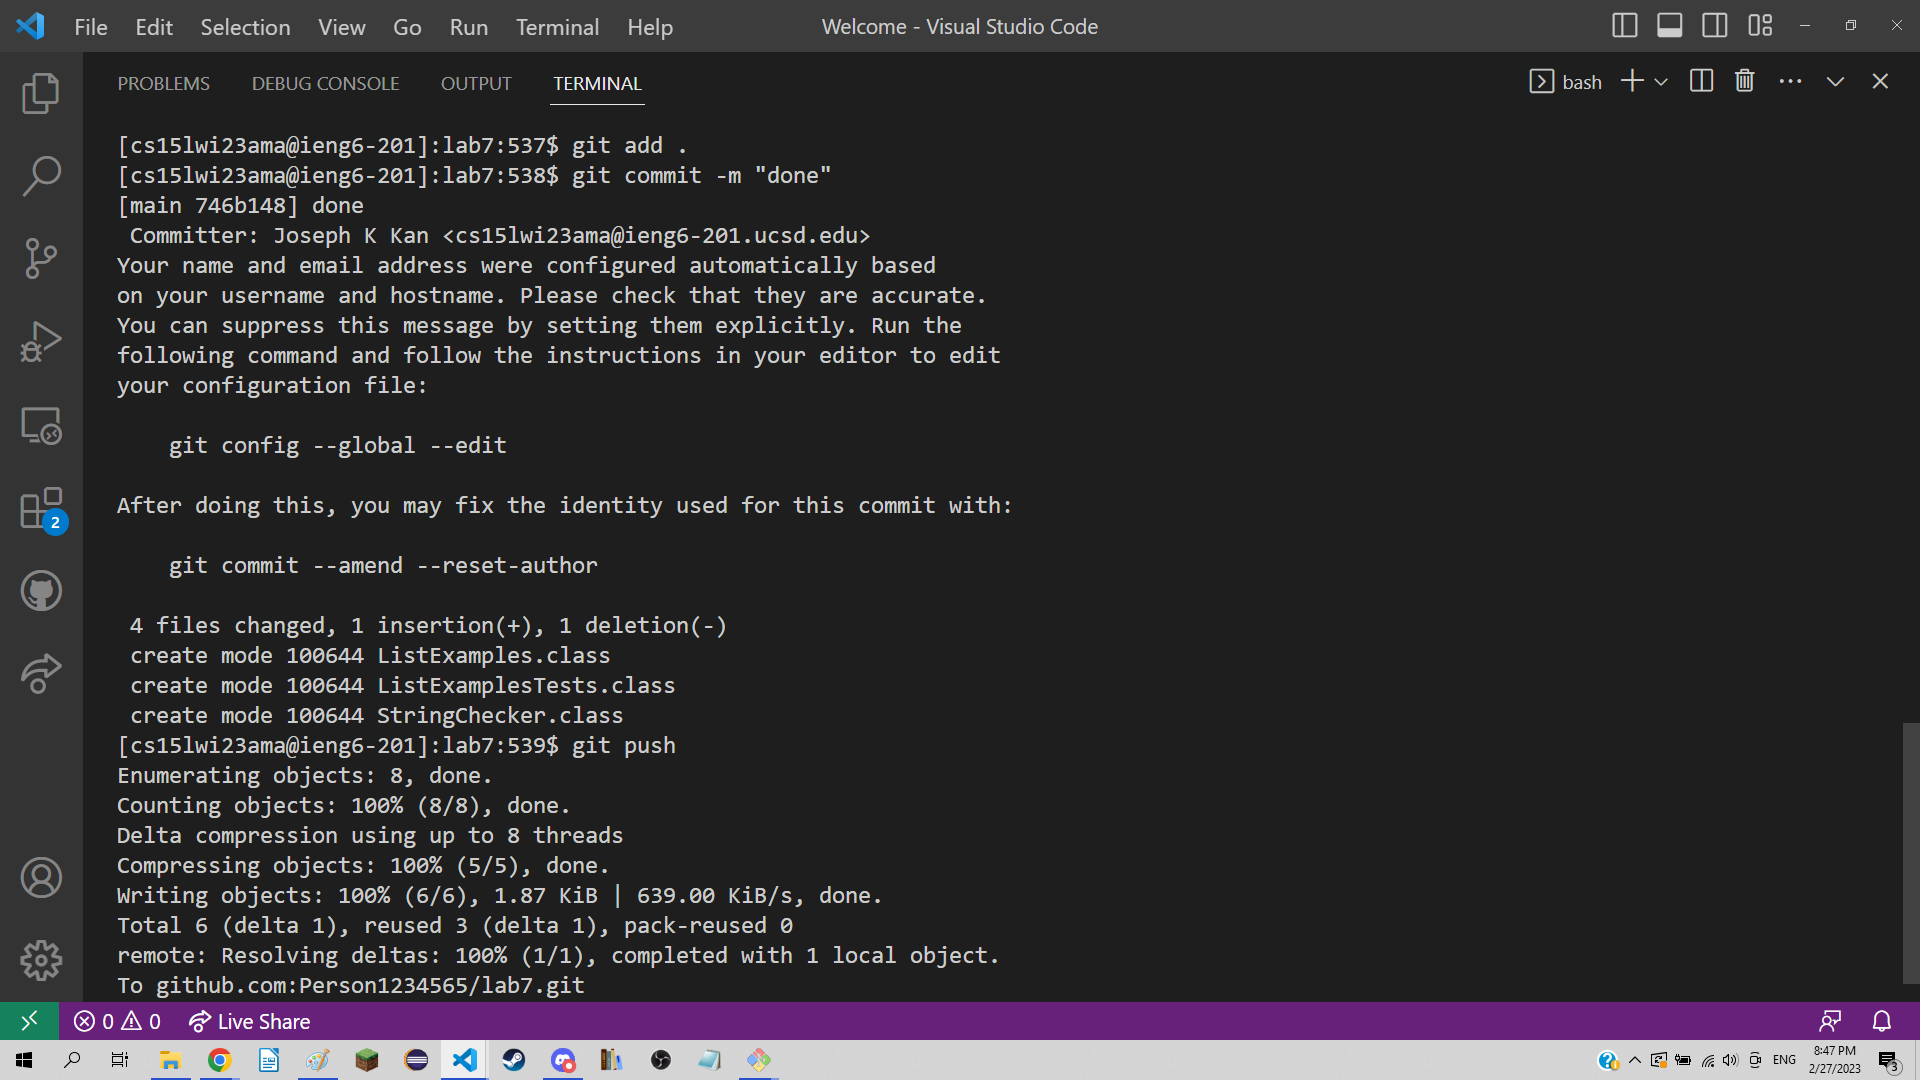 File Edit Selection View Go Run Terminal Help Welcome - Visual Studio Code
PROBLEMS DEBUG CONSOLE OUTPUT TERMINAL bash
[cs15lwi23ama@ieng6-201]:lab7:537$ git add .
[cs15lwi23ama@ieng6-201]:lab7:538$ git commit -m "done"
[main 746b148] done
 Committer: Joseph K Kan <cs15lwi23ama@ieng6-201.ucsd.edu>
Your name and email address were configured automatically based
on your username and hostname. Please check that they are accurate.
You can suppress this message by setting them explicitly. Run the
following command and follow the instructions in your editor to edit
your configuration file:
    git config --global --edit
After doing this, you may fix the identity used for this commit with:
    git commit --amend --reset-author
 4 files changed, 1 insertion(+), 1 deletion(-)
 create mode 100644 ListExamples.class
 create mode 100644 ListExamplesTests.class
 create mode 100644 StringChecker.class
[cs15lwi23ama@ieng6-201]:lab7:539$ git push
Enumerating objects: 8, done.
Counting objects: 100% (8/8), done.
Delta compression using up to 8 threads
Compressing objects: 100% (5/5), done.
Writing objects: 100% (6/6), 1.87 KiB | 639.00 KiB/s, done.
Total 6 (delta 1), reused 3 (delta 1), pack-reused 0
remote: Resolving deltas: 100% (1/1), completed with 1 local object.
To github.com:Person1234565/lab7.git
2
0 0 Live Share
ENG 8:47 PM
2/27/2023
3